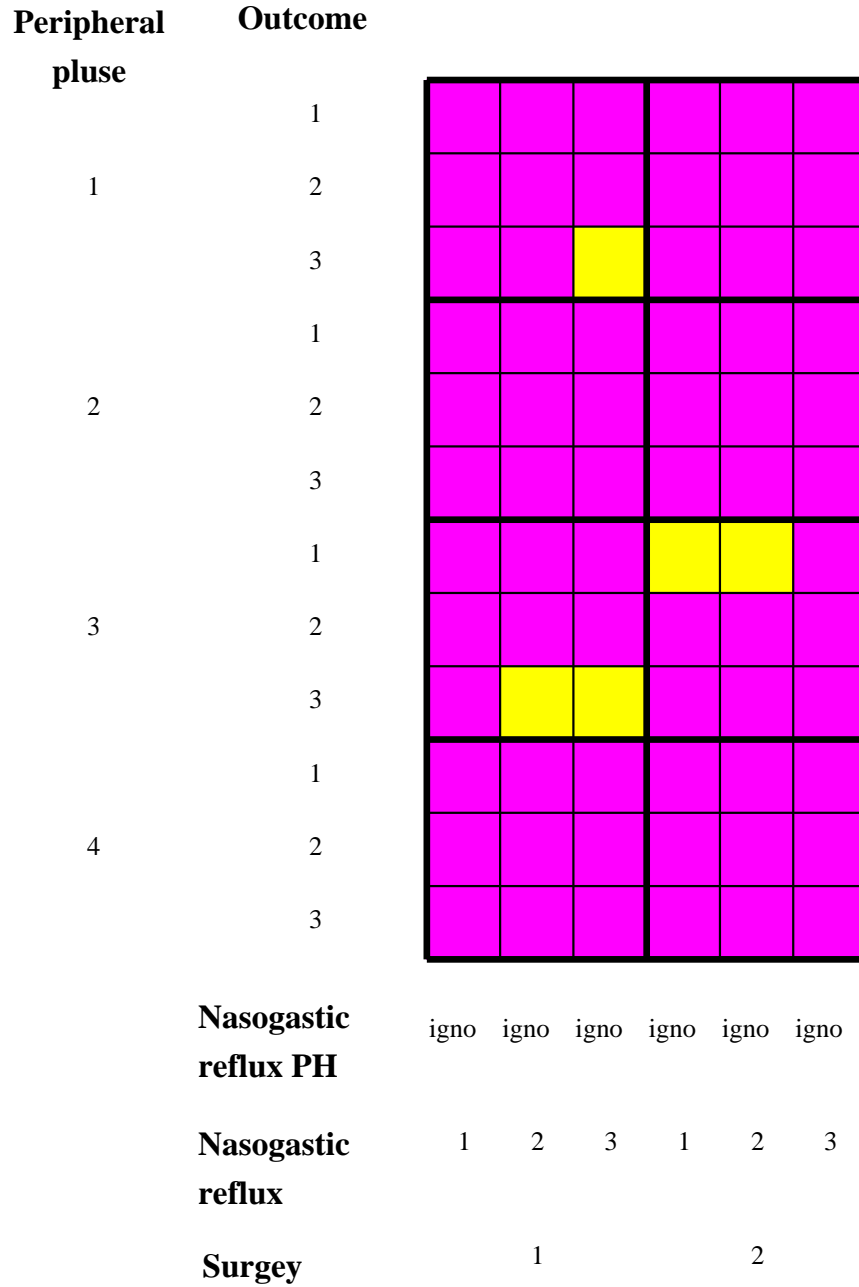 Peripheral Outcome
pluse
1
1 2
3
1
2 2
3
1
3 2
3
1
4 2
3
Nasogastic
reflux PH
igno igno igno igno igno igno
Nasogastic
reflux
1 2 3 1 2 3
Surgey 1 2